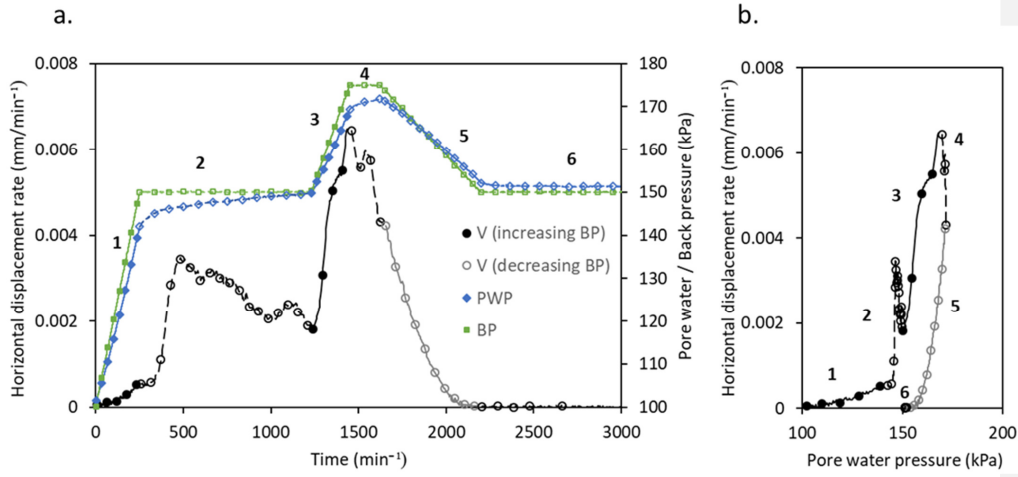 a.
b.
0.008
0.006
0.004
0.002
0
Horizontal displacement rate (mm/min⁻¹)
180
170
160
150
140
130
120
110
100
Pore water / Back pressure (kPa)
0 500 1000 1500 2000 2500 3000
Time (min⁻¹)
1
2
3
4
5
6
V (increasing BP)
V (decreasing BP)
PWP
BP
0.008
0.006
0.004
0.002
0
Horizontal displacement rate (mm/min⁻¹)
1
2
3
4
5
6
100 150 200
Pore water pressure (kPa)